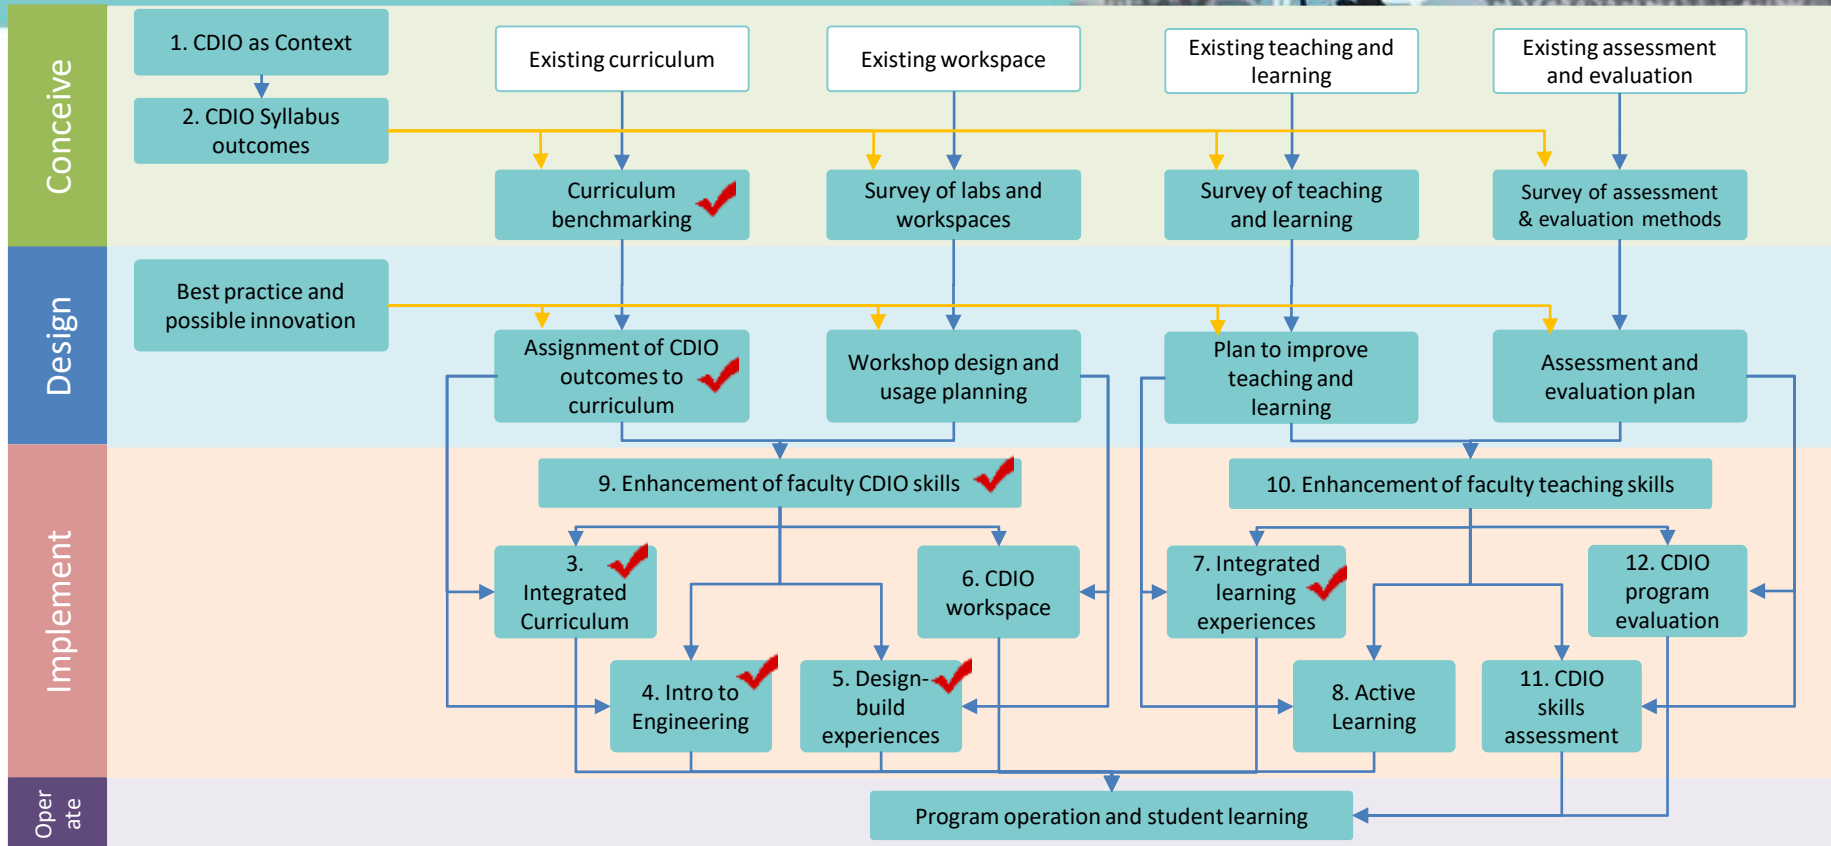 Conceive
1. CDIO as Context
2. CDIO Syllabus
outcomes
Existing curriculum
Existing workspace
Existing teaching and
learning
Existing assessment
and evaluation
Curriculum
benchmarking
Survey of labs and
workspaces
Survey of teaching
and learning
Survey of assessment
& evaluation methods
Design
Best practice and
possible innovation
Assignment of CDIO
outcomes to
curriculum
Workshop design and
usage planning
Plan to improve
teaching and
learning
Assessment and
evaluation plan
Implement
9. Enhancement of faculty CDIO skills
10. Enhancement of faculty teaching skills
3.
Integrated
Curriculum
6. CDIO
workspace
7. Integrated
learning
experiences
12. CDIO
program
evaluation
4. Intro to
Engineering
5. Design-
build
experiences
8. Active
Learning
11. CDIO
skills
assessment
Oper
ate
Program operation and student learning